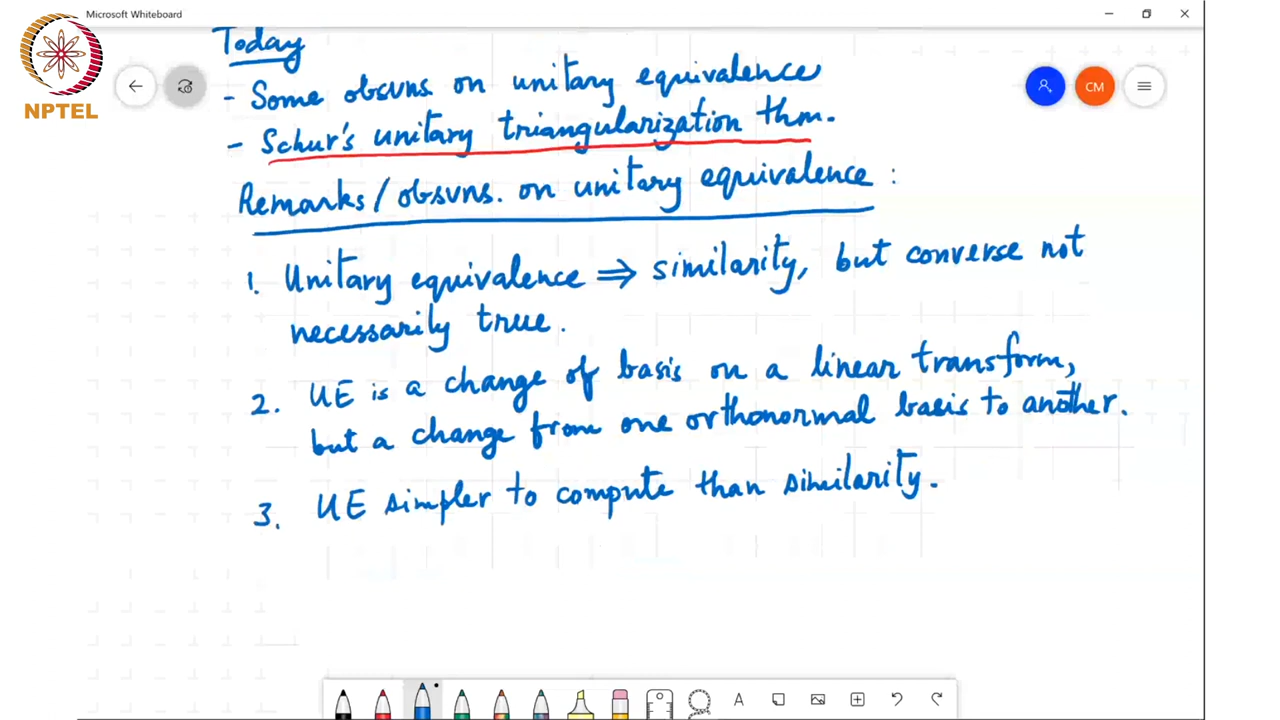 Microsoft Whiteboard
NPTEL
CM
Today
- Some obsvns on unitary equivalence
- Schur's unitary triangularization thm.
Remarks/obsvns. on unitary equivalence :
1. Unitary equivalence ⇒ similarity, but converse not
necessarily true.
2. UE is a change of basis on a linear transform,
but a change from one orthonormal basis to another.
3. UE simpler to compute than similarity.
A